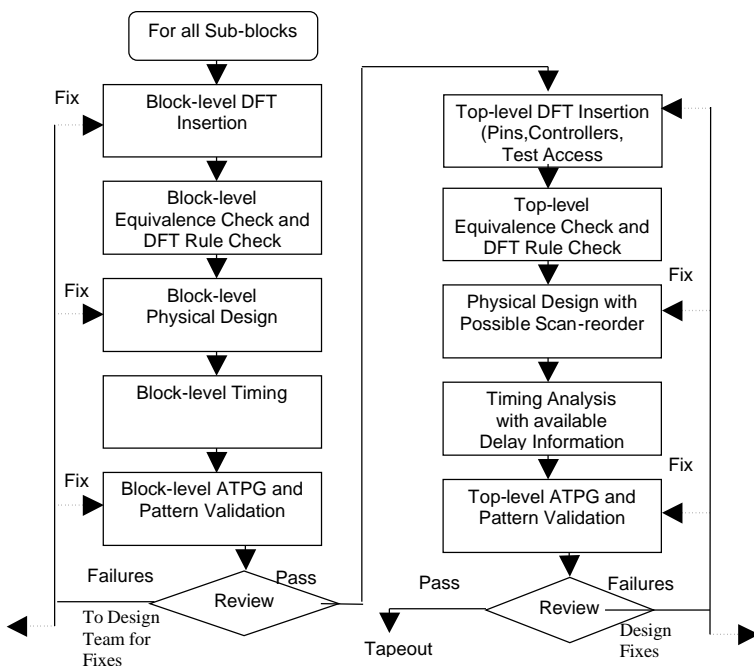 For all Sub-blocks
Fix
Block-level DFT
Insertion
Block-level
Equivalence Check and
DFT Rule Check
Fix
Block-level
Physical Design
Block-level Timing
Fix
Block-level ATPG and
Pattern Validation
Failures
Pass
Review
To Design
Team for
Fixes
Top-level DFT Insertion
(Pins,Controllers,
Test Access
Top-level
Equivalence Check and
DFT Rule Check
Fix
Physical Design with
Possible Scan-reorder
Timing Analysis
with available
Delay Information
Fix
Top-level ATPG and
Pattern Validation
Pass
Failures
Review
Design
Fixes
Tapeout